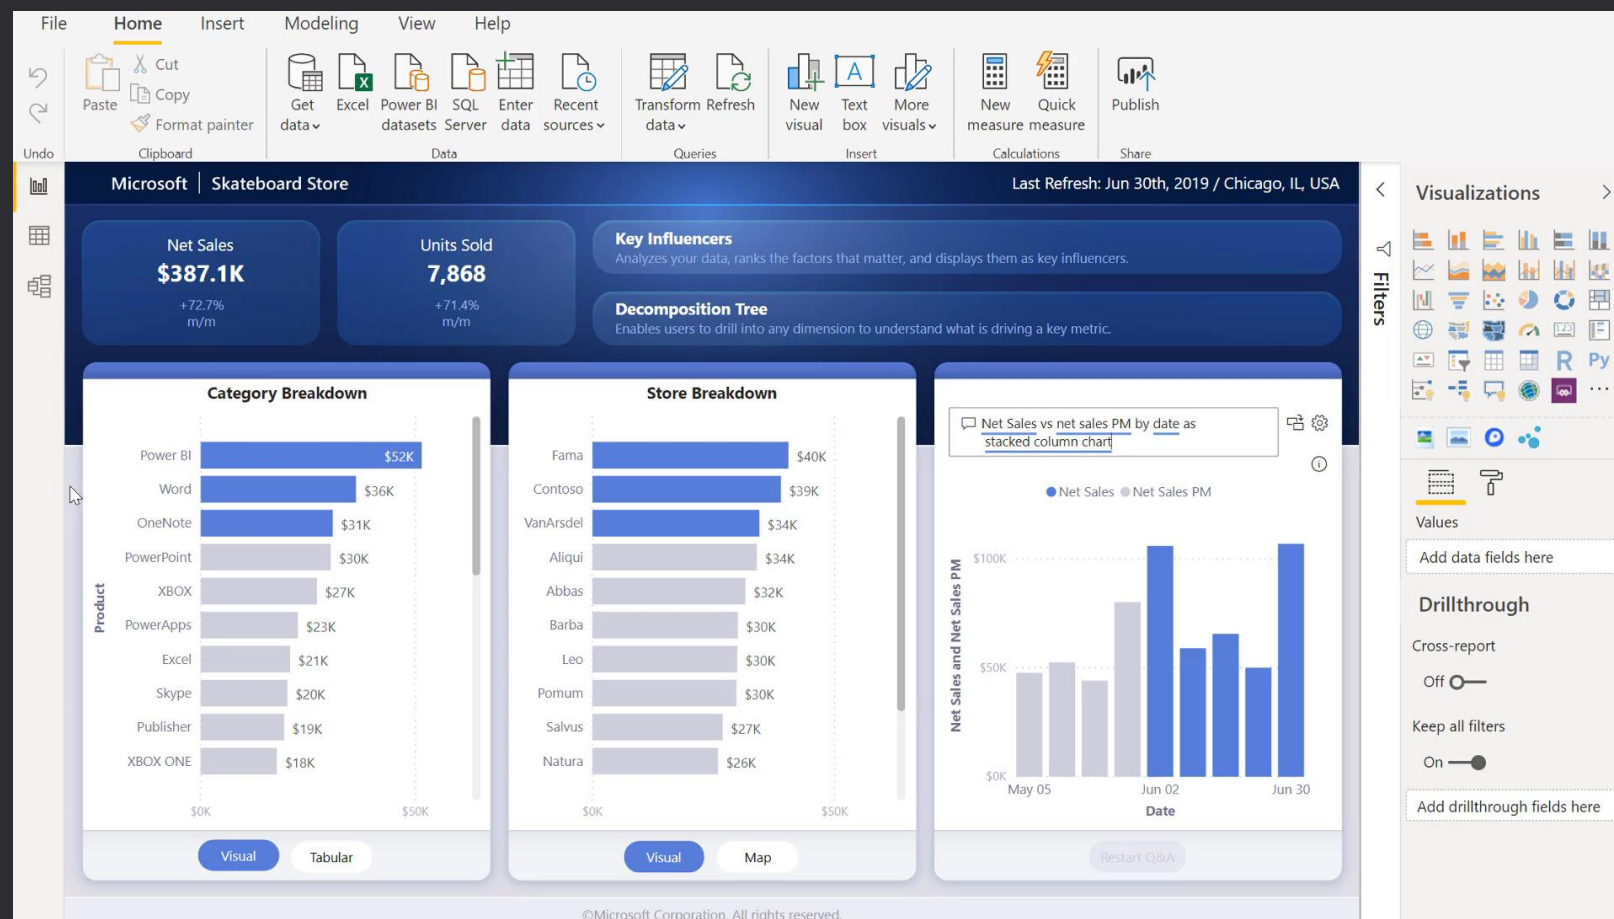 File Home Insert Modeling View Help
Cut
Copy
Format painter
Paste
Get data
Excel
Power BI datasets
SQL Server
Enter data
Recent sources
Transform data
Refresh
New visual
Text box
More visuals
New measure
Quick measure
Publish
Undo Clipboard Data Queries Insert Calculations Share
Microsoft | Skateboard Store
Last Refresh: Jun 30th, 2019 / Chicago, IL, USA
Net Sales
$387.1K
+72.7%
m/m
Units Sold
7,868
+71.4%
m/m
Key Influencers
Analyzes your data, ranks the factors that matter, and displays them as key influencers.
Decomposition Tree
Enables users to drill into any dimension to understand what is driving a key metric.
Category Breakdown
Product
Power BI $52K
Word $36K
OneNote $31K
PowerPoint $30K
XBOX $27K
PowerApps $23K
Excel $21K
Skype $20K
Publisher $19K
XBOX ONE $18K
$0K $50K
Visual Tabular
Store Breakdown
Fama $40K
Contoso $39K
VanArsdel $34K
Aliqui $34K
Abbas $32K
Barba $30K
Leo $30K
Pomum $30K
Salvus $27K
Natura $26K
$0K $50K
Visual Map
Net Sales vs net sales PM by date as
stacked column chart
Net Sales Net Sales PM
Net Sales and Net Sales PM
$100K
$50K
$0K
May 05 Jun 02 Jun 30
Date
Restart Q&A
©Microsoft Corporation. All rights reserved.
Filters
Visualizations
123
R Py
Values
Add data fields here
Drillthrough
Cross-report
Off
Keep all filters
On
Add drillthrough fields here